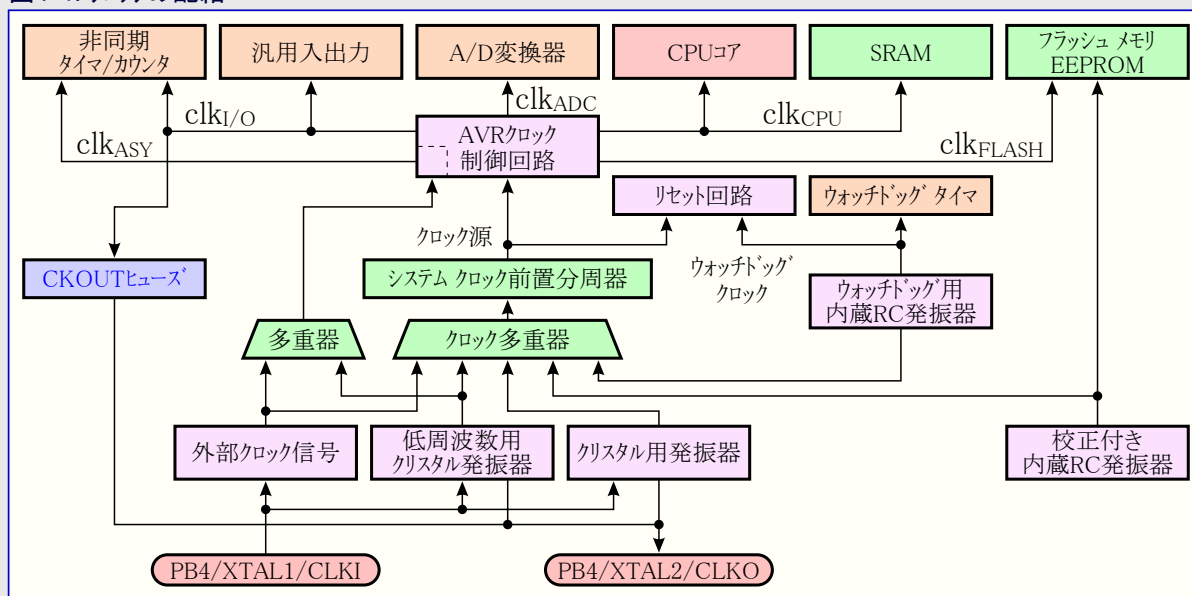 非同期
タイマ/カウンタ
汎用入出力
A/D変換器
CPUコア
SRAM
フラッシュ メモリ
EEPROM
clkI/O
clkADC
clkCPU
clkASY
clkFLASH
AVRクロック
制御回路
リセット回路
ウォッチドッグ タイマ
クロック源
ウォッチドッグ
クロック
CKOUTヒューズ
システム クロック前置分周器
ウォッチドッグ用
内蔵RC発振器
多重器
クロック多重器
外部クロック信号
低周波数用
クリスタル発振器
クリスタル用発振器
校正付き
内蔵RC発振器
PB4/XTAL1/CLKI
PB4/XTAL2/CLKO